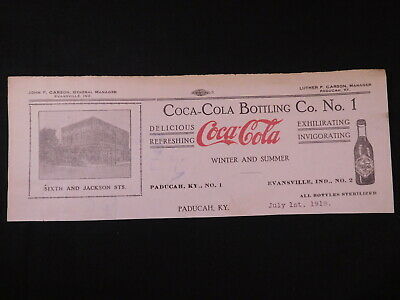 JOHN F. CARSON, GENERAL MANAGER
EVANSVILLE, IND.
LUTHER F. CARSON, MANAGER
PADUCAH, KY.
COCA-COLA BOTTLING CO. NO. 1
DELICIOUS
REFRESHING
Coca-Cola
EXHILIRATING
INVIGORATING
WINTER AND SUMMER
SIXTH AND JACKSON STS.
PADUCAH, KY., NO. 1
EVANSVILLE, IND., NO. 2
ALL BOTTLES STERILIZED
PADUCAH, KY.
July 1st. 1918.